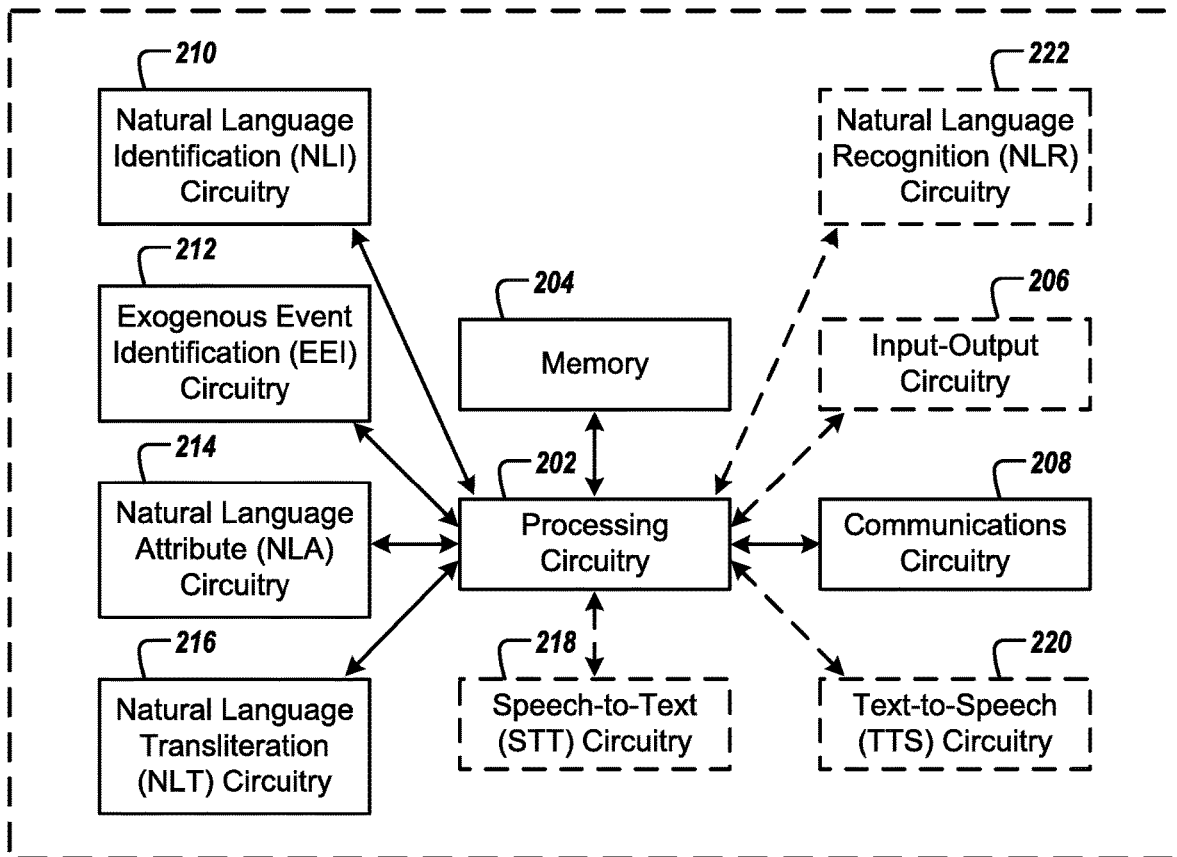 210
Natural Language
Identification (NLI)
Circuitry
222
Natural Language
Recognition (NLR)
Circuitry
212
Exogenous Event
Identification (EEI)
Circuitry
204
Memory
206
Input-Output
Circuitry
214
Natural Language
Attribute (NLA)
Circuitry
202
Processing
Circuitry
208
Communications
Circuitry
216
Natural Language
Transliteration
(NLT) Circuitry
218
Speech-to-Text
(STT) Circuitry
220
Text-to-Speech
(TTS) Circuitry